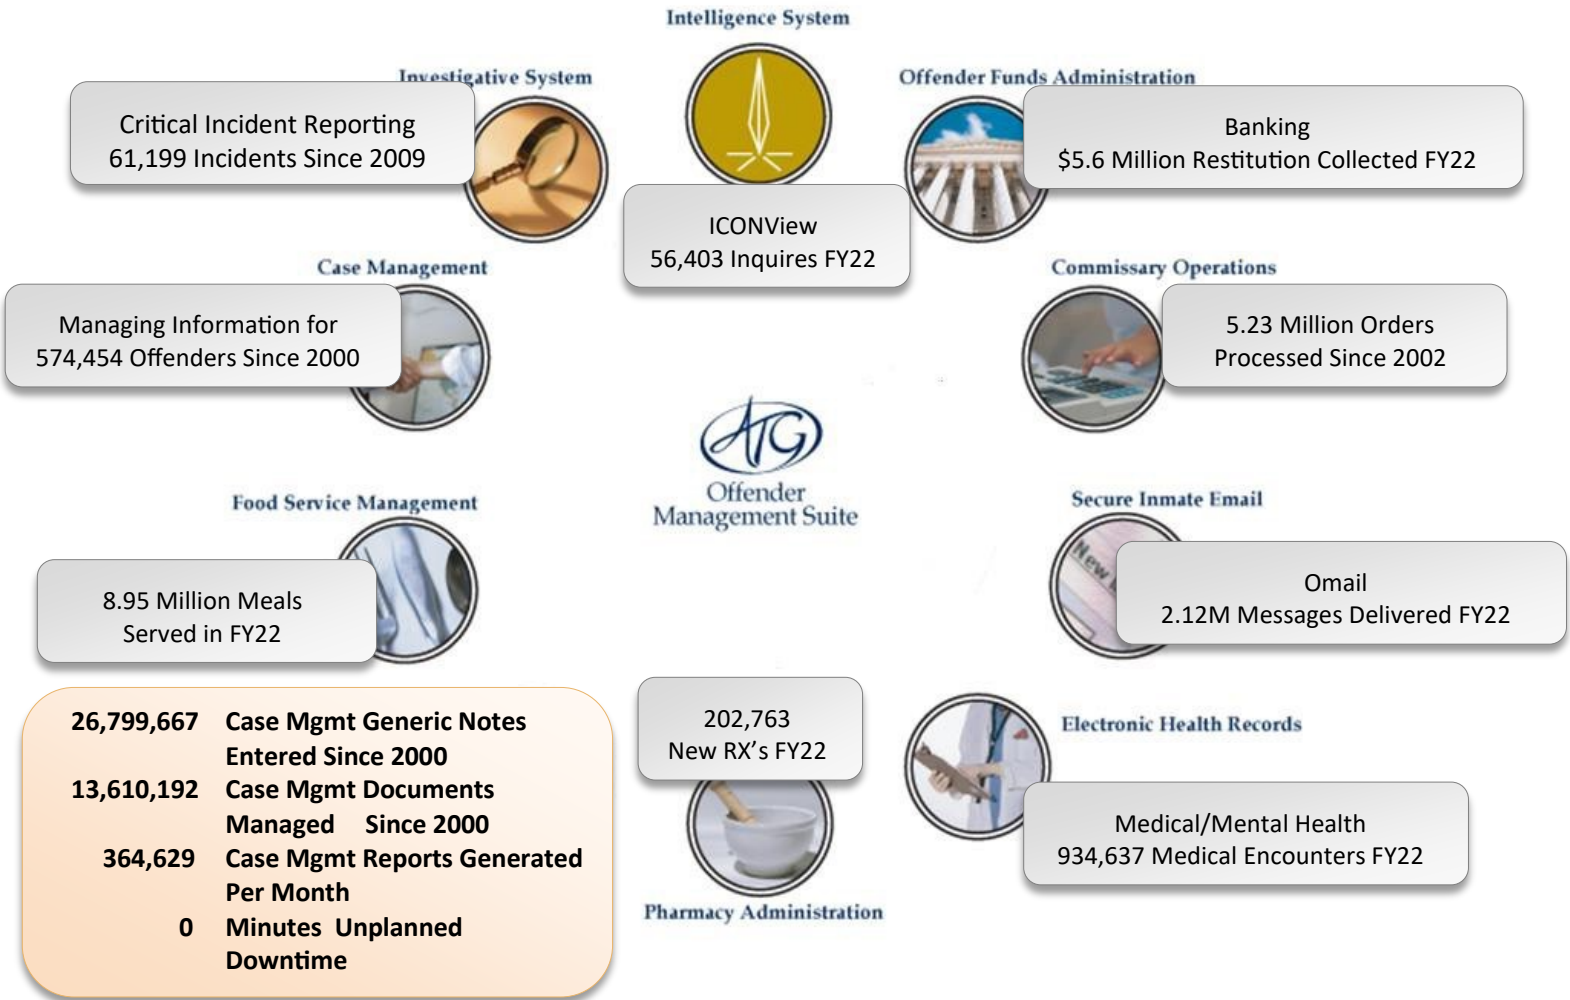 Intelligence System
Investigative System
Offender Funds Administration
Critical Incident Reporting
61,199 Incidents Since 2009
Banking
$5.6 Million Restitution Collected FY22
ICONView
56,403 Inquires FY22
Case Management
Commissary Operations
Managing Information for
574,454 Offenders Since 2000
5.23 Million Orders
Processed Since 2002
ATG
Offender
Management Suite
Food Service Management
Secure Inmate Email
New
8.95 Million Meals
Served in FY22
Omail
2.12M Messages Delivered FY22
26,799,667 Case Mgmt Generic Notes
Entered Since 2000
13,610,192 Case Mgmt Documents
Managed Since 2000
364,629 Case Mgmt Reports Generated
Per Month
0 Minutes Unplanned
Downtime
202,763
New RX's FY22
Pharmacy Administration
Electronic Health Records
Medical/Mental Health
934,637 Medical Encounters FY22